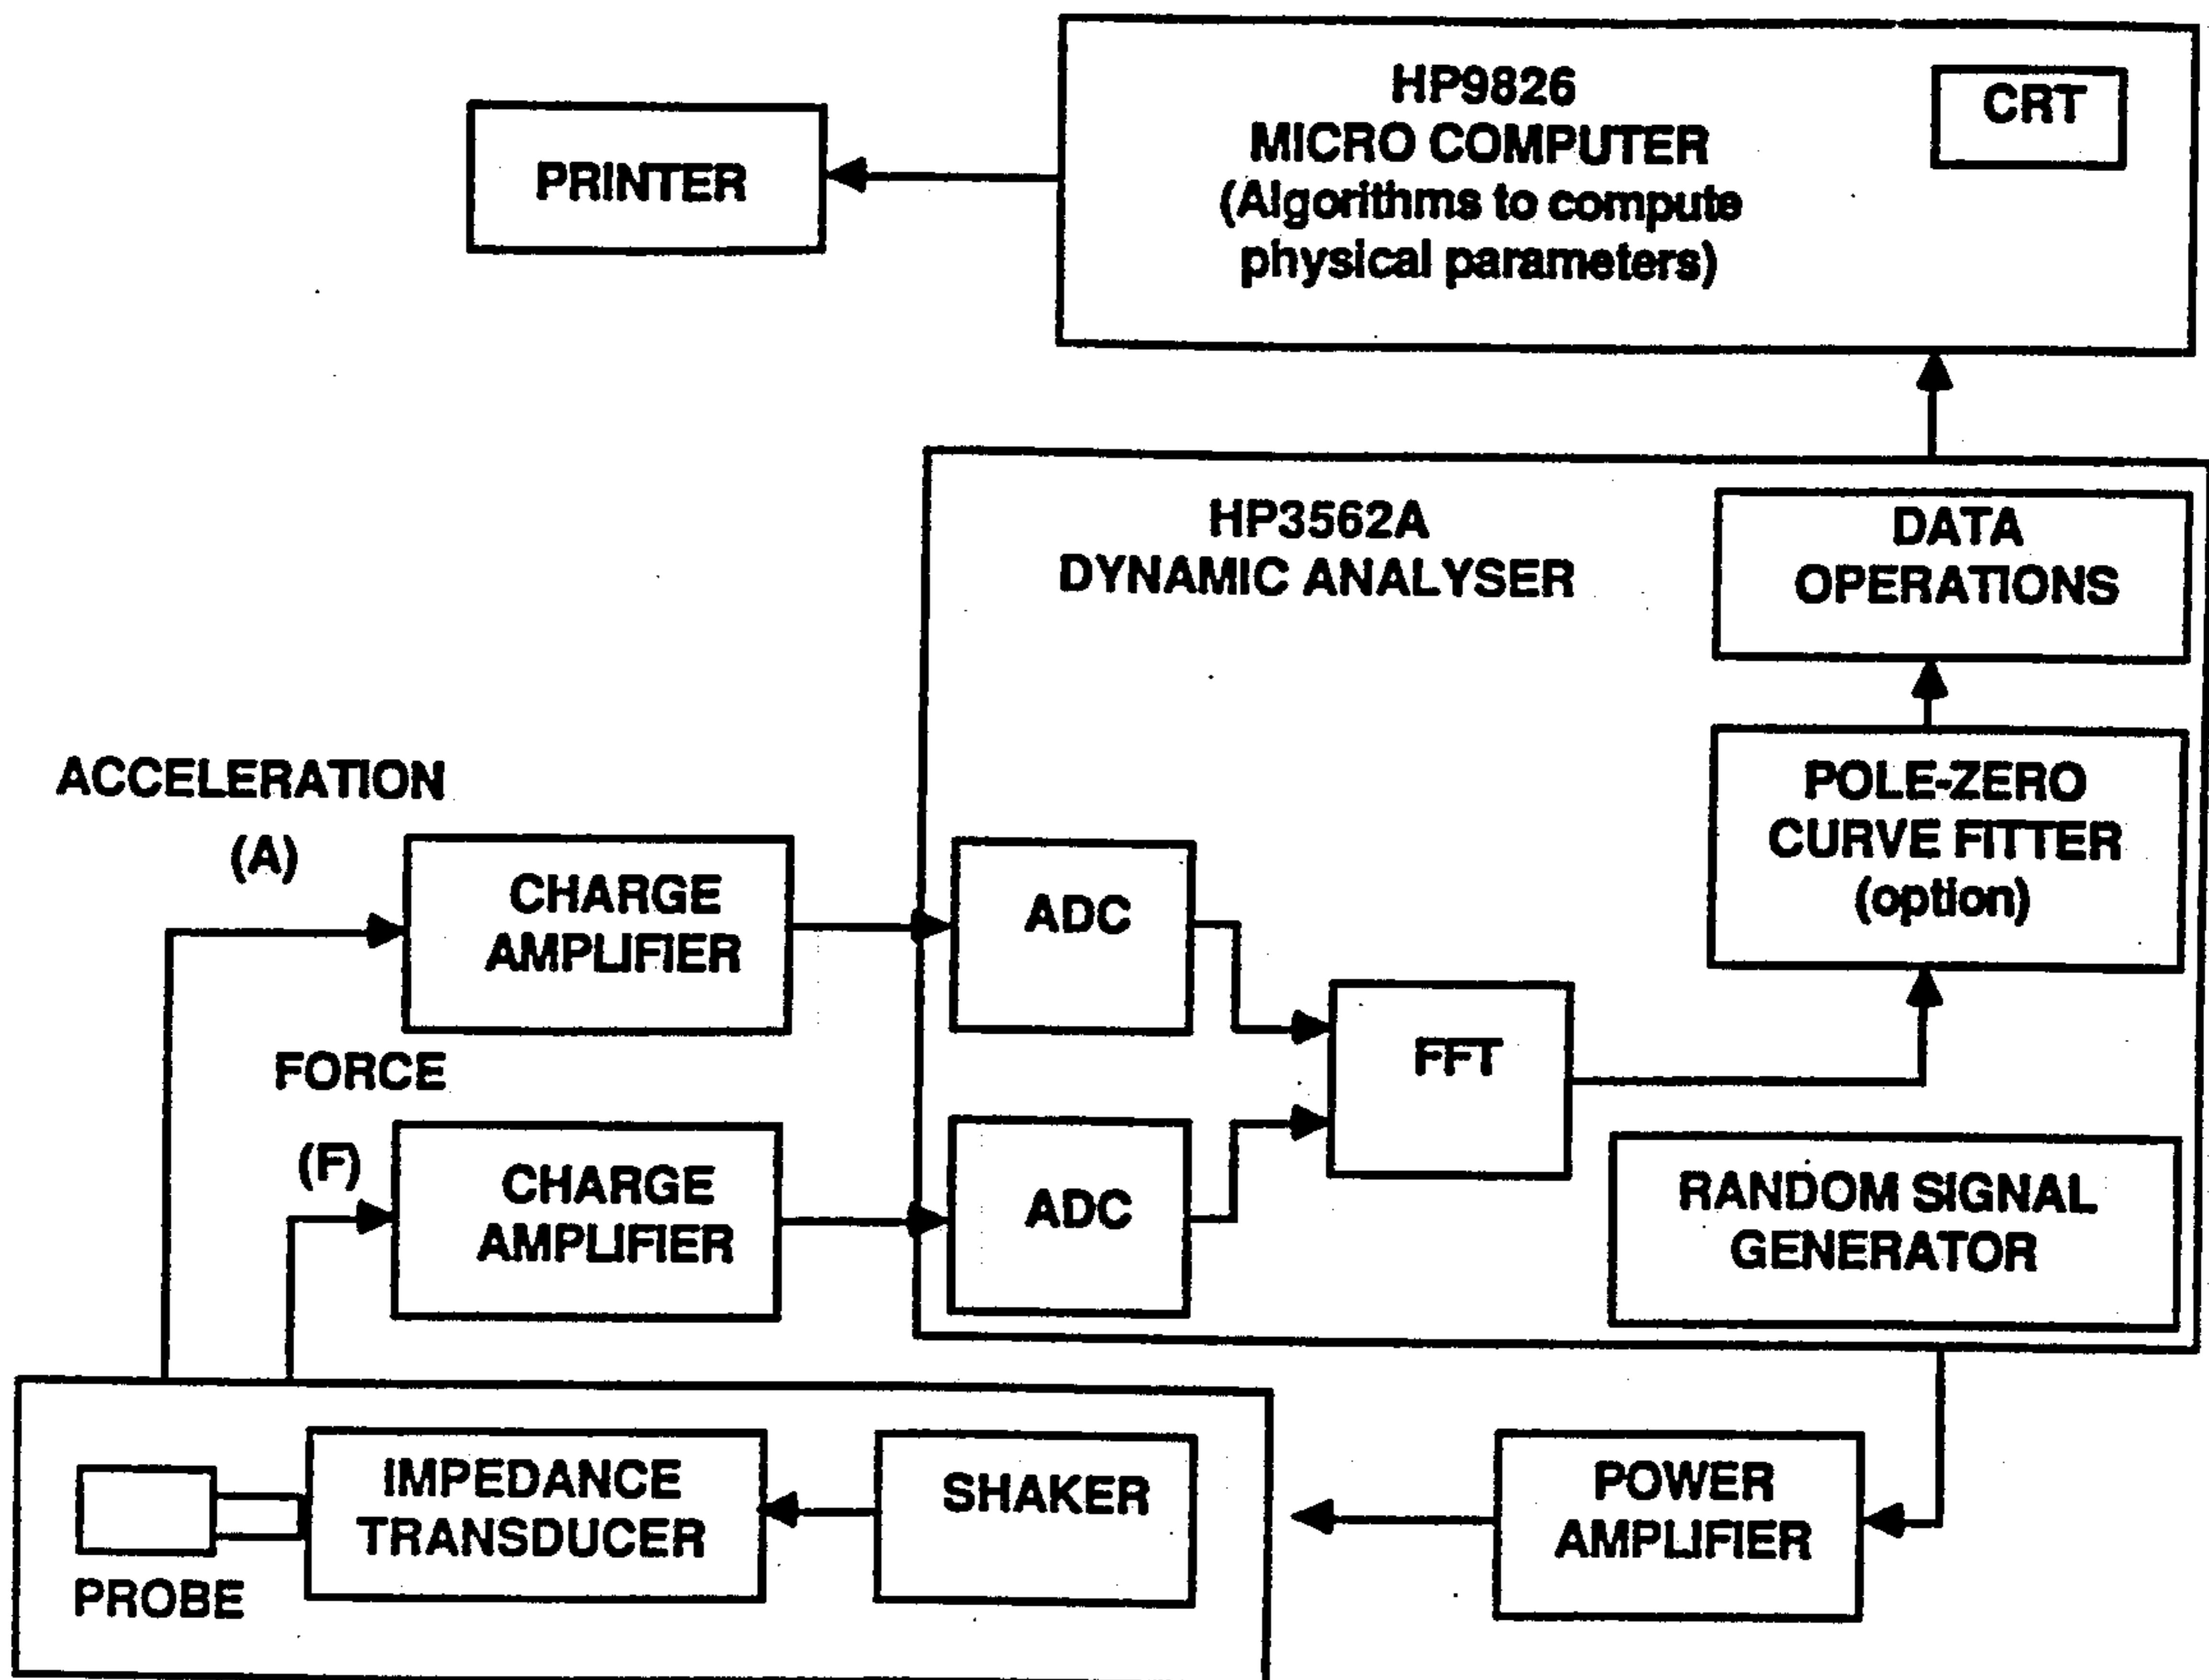 HP9826
MICRO COMPUTER
(Algorithms to compute
physical parameters)
CRT
PRINTER
HP3562A
DYNAMIC ANALYSER
DATA
OPERATIONS
POLE-ZERO
CURVE FITTER
(option)
ACCELERATION
(A)
CHARGE
AMPLIFIER
ADC
FFT
FORCE
(F)
CHARGE
AMPLIFIER
ADC
RANDOM SIGNAL
GENERATOR
IMPEDANCE
TRANSDUCER
SHAKER
POWER
AMPLIFIER
PROBE